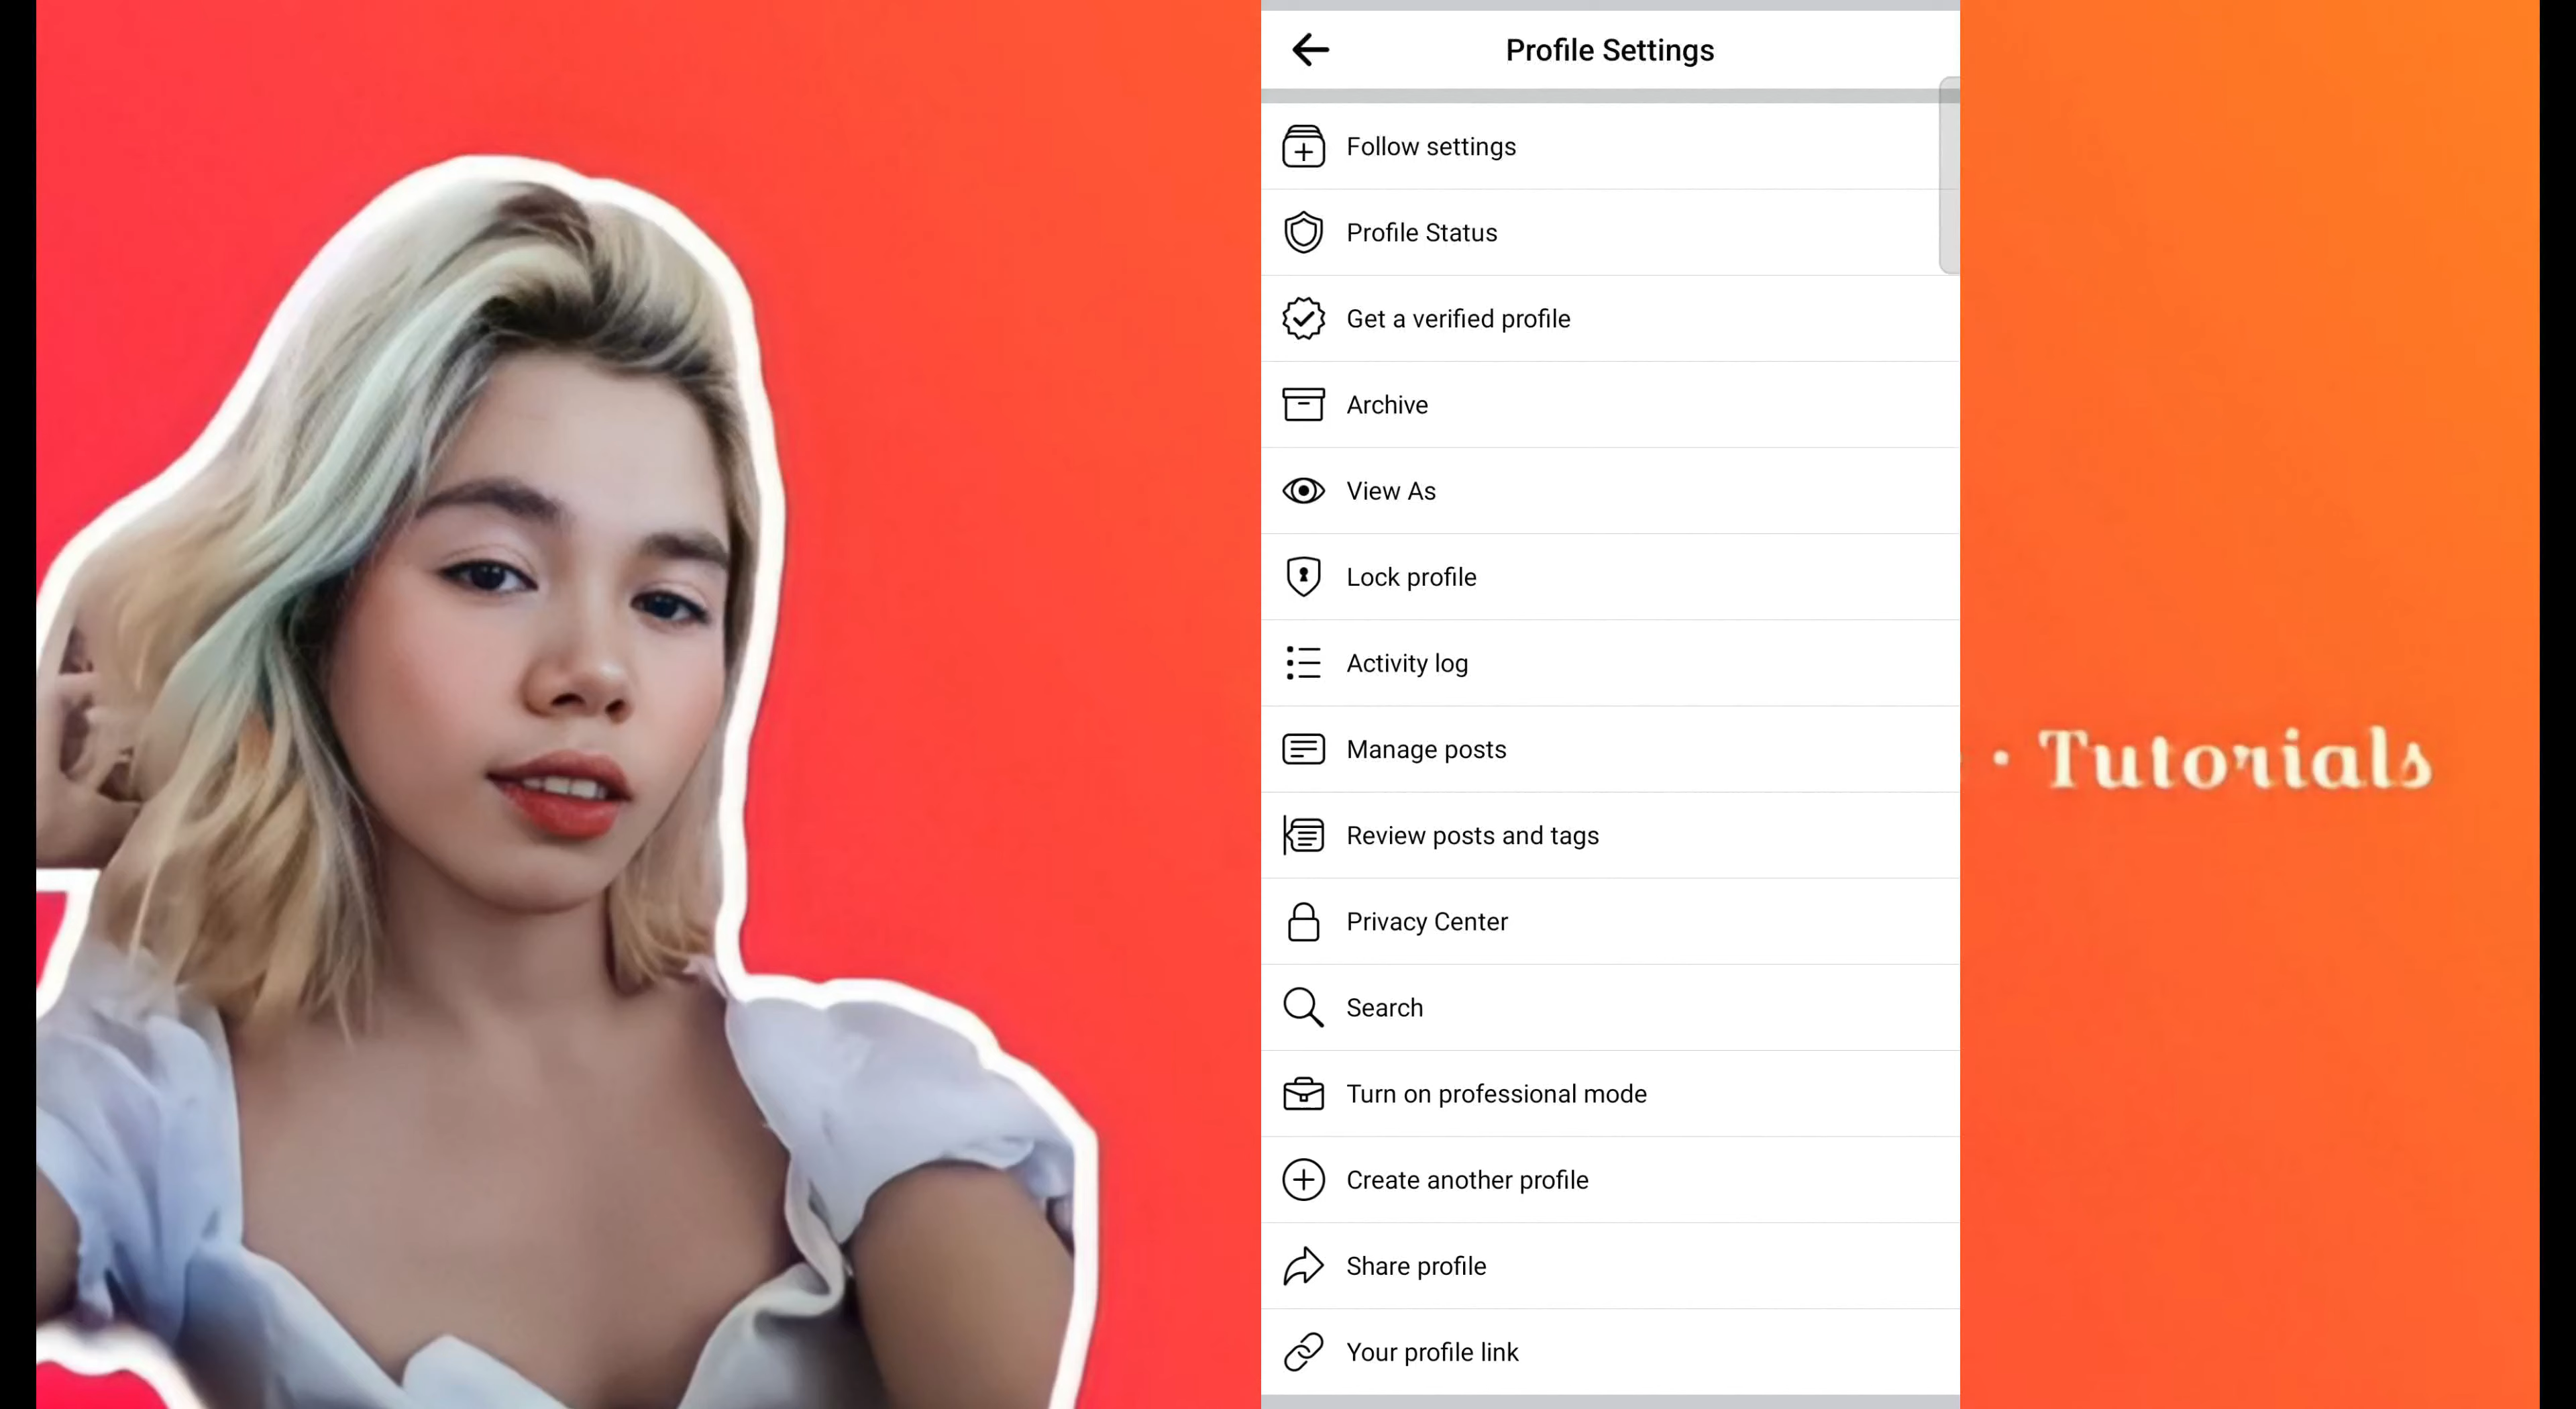 Profile Settings
Follow settings
Profile Status
Get a verified profile
Archive
View As
Lock profile
Activity log
Manage posts
Review posts and tags
Privacy Center
Search
Turn on professional mode
Create another profile
Share profile
Your profile link
· Tutorials